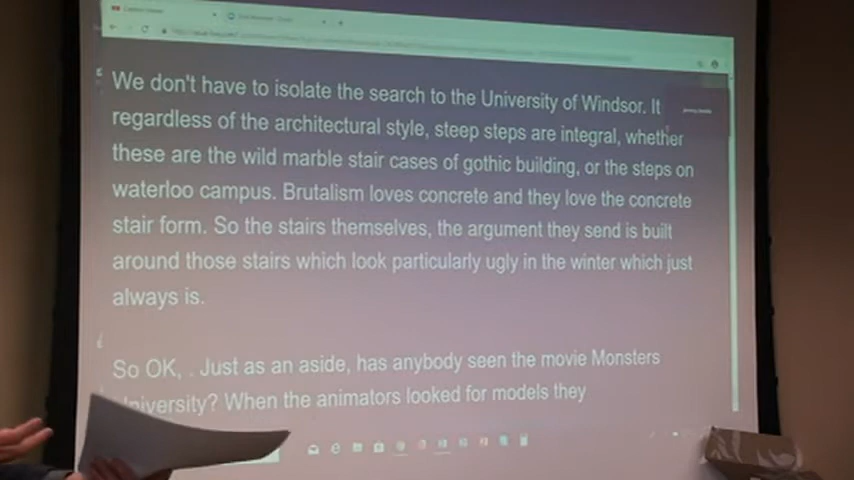 We don't have to isolate the search to the University of Windsor. It
regardless of the architectural style, steep steps are integral, whether
these are the wild marble stair cases of gothic building, or the steps on
waterloo campus. Brutalism loves concrete and they love the concrete
stair form. So the stairs themselves, the argument they send is built
around those stairs which look particularly ugly in the winter which just
always is.
So OK, . Just as an aside, has anybody seen the movie Monsters
University? When the animators looked for models they